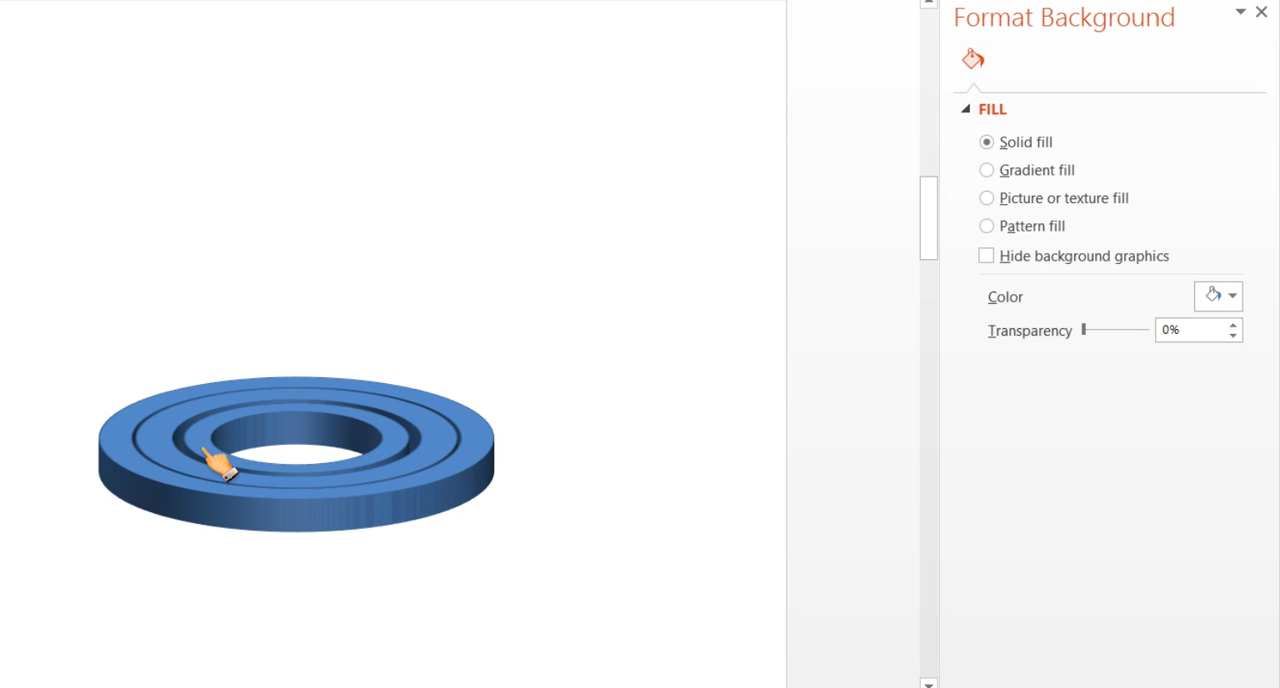 Format Background
FILL
Solid fill
Gradient fill
Picture or texture fill
Pattern fill
Hide background graphics
Color
Transparency 0%